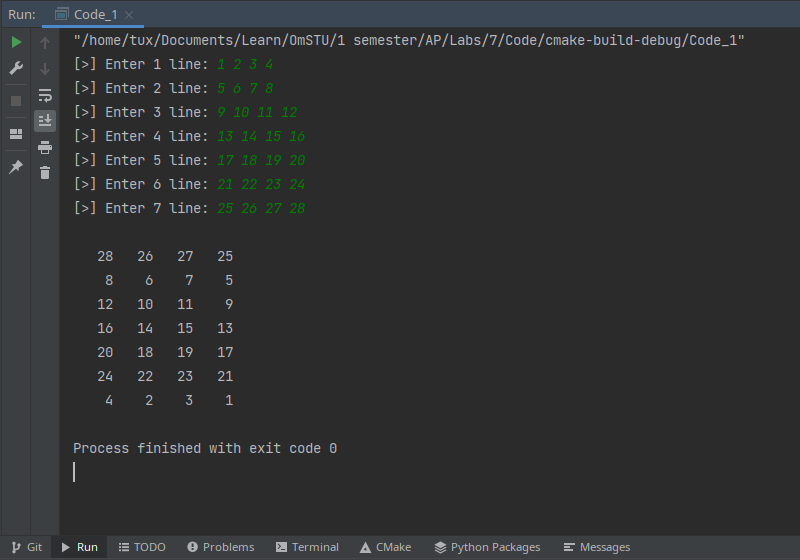 Run: Code_1
"/home/tux/Documents/Learn/OmSTU/1 semester/AP/Labs/7/Code/cmake-build-debug/Code_1"
[>] Enter 1 line: 1 2 3 4
[>] Enter 2 line: 5 6 7 8
[>] Enter 3 line: 9 10 11 12
[>] Enter 4 line: 13 14 15 16
[>] Enter 5 line: 17 18 19 20
[>] Enter 6 line: 21 22 23 24
[>] Enter 7 line: 25 26 27 28
28 26 27 25
8 6 7 5
12 10 11 9
16 14 15 13
20 18 19 17
24 22 23 21
4 2 3 1
Process finished with exit code 0
Git Run TODO Problems Terminal CMake Python Packages Messages